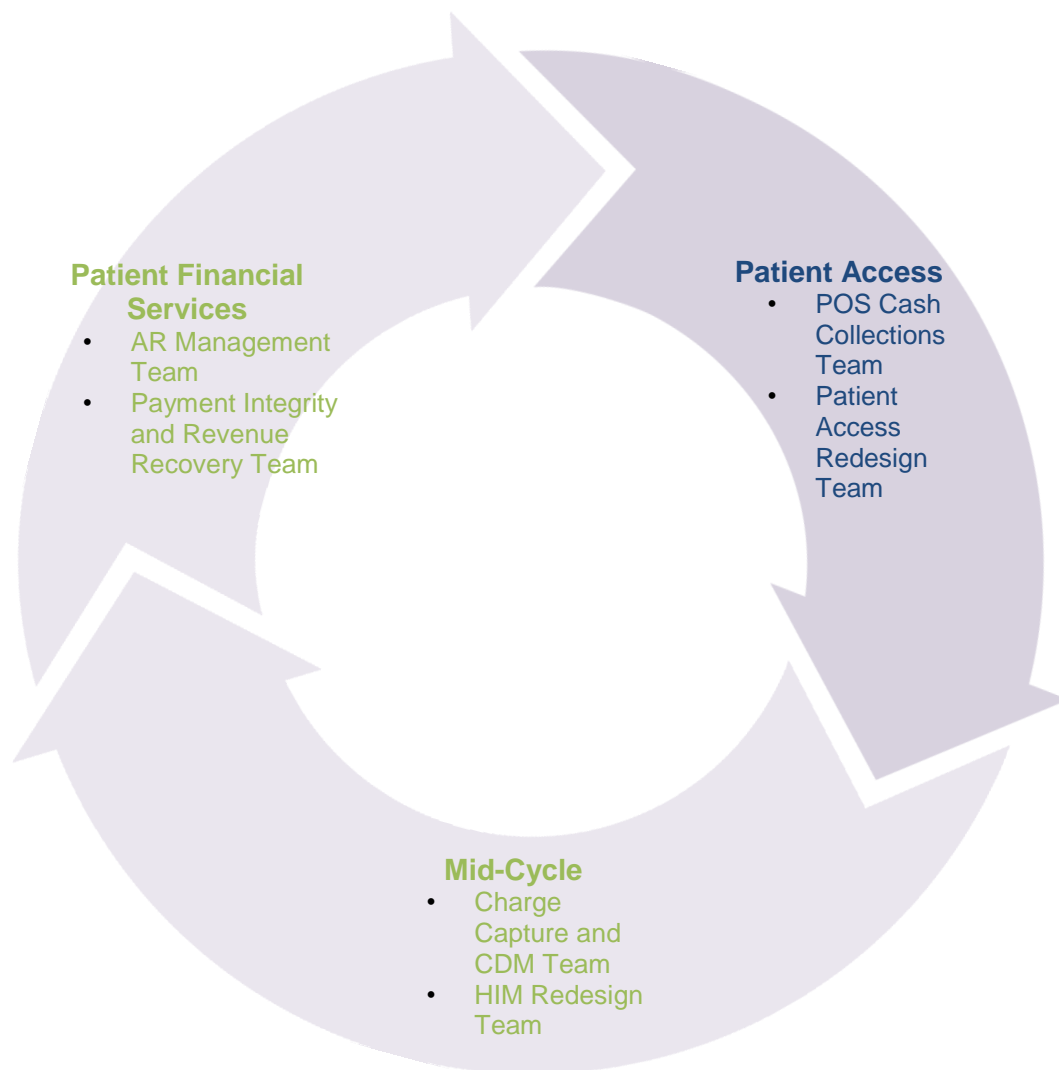 Patient Financial
Services
• AR Management
Team
• Payment Integrity
and Revenue
Recovery Team
Patient Access
• POS Cash
Collections
Team
• Patient
Access
Redesign
Team
Mid-Cycle
• Charge
Capture and
CDM Team
• HIM Redesign
Team